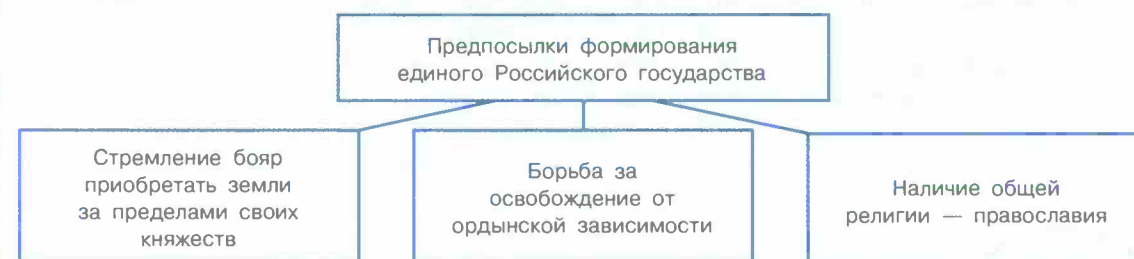 Предпосылки формирования
единого Российского государства
Стремление бояр
приобретать земли
за пределами своих
княжеств
Борьба за
освобождение от
ордынской зависимости
Наличие общей
религии — православия